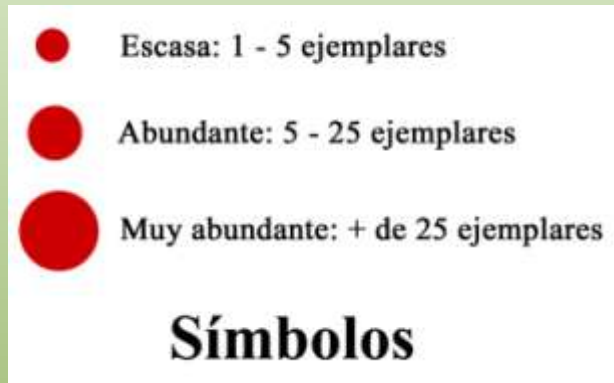 Escasa: 1 - 5 ejemplares
Abundante: 5 - 25 ejemplares
Muy abundante: + de 25 ejemplares
Símbolos